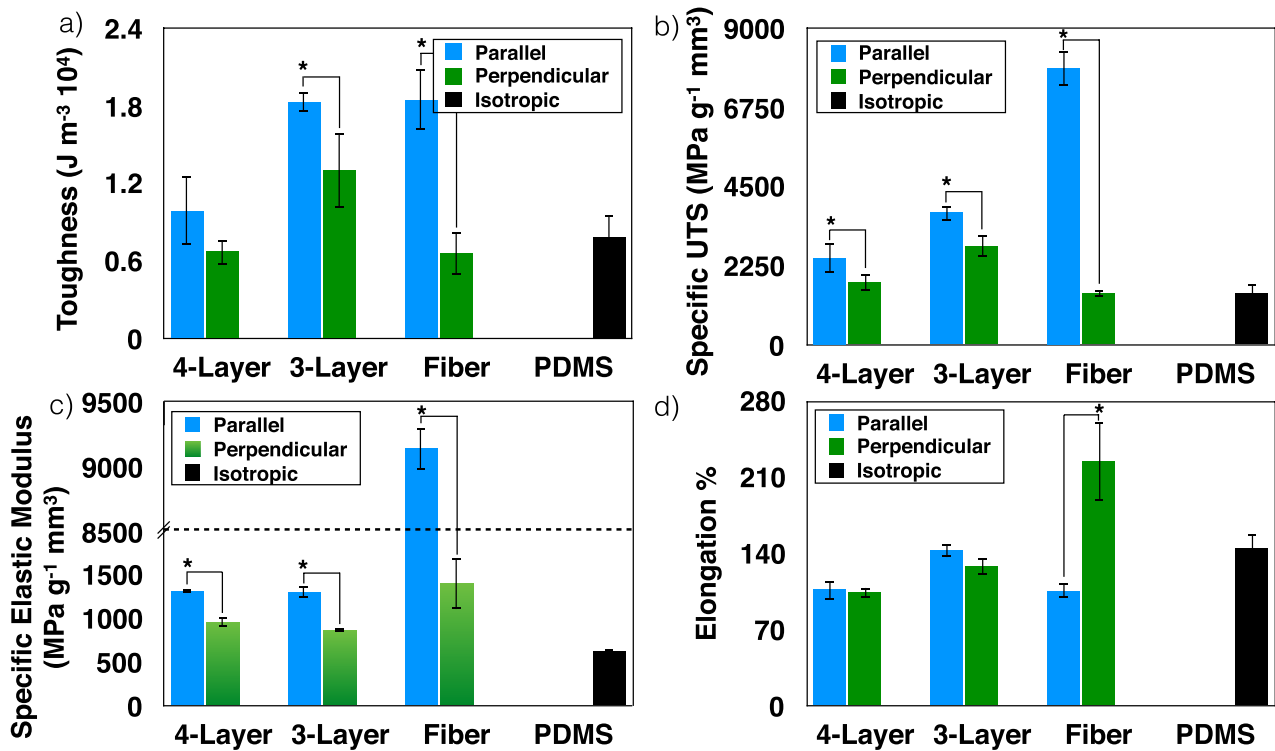 a)
Toughness (J m-3 104)
2.4
1.8
1.2
0.6
0
*
*
Parallel
Perpendicular
Isotropic
4-Layer 3-Layer Fiber PDMS
b)
Specific UTS (MPa g-1 mm3)
9000
6750
4500
2250
0
*
*
*
Parallel
Perpendicular
Isotropic
4-Layer 3-Layer Fiber PDMS
c)
Specific Elastic Modulus
(MPa g-1 mm3)
9500
9000
8500
1500
1000
500
0
*
*
*
Parallel
Perpendicular
Isotropic
4-Layer 3-Layer Fiber PDMS
d)
Elongation %
280
210
140
70
0
*
Parallel
Perpendicular
Isotropic
4-Layer 3-Layer Fiber PDMS